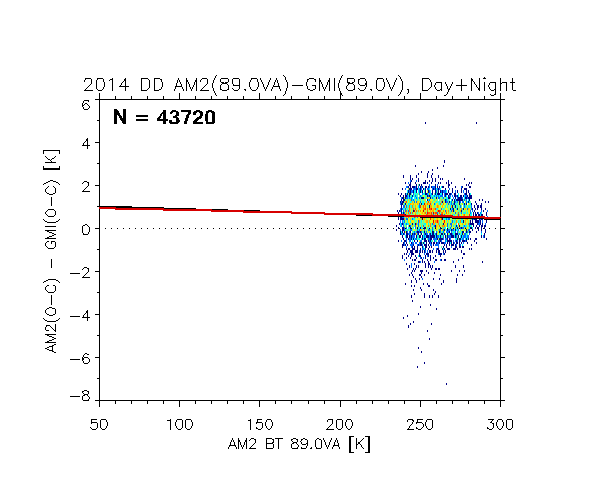 2014 DD AM2(89.0VA)−GMI(89.0V), Day+Night
N = 43720
6
4
2
0
−2
−4
−6
−8
AM2(O−C) − GMI(O−C) [K]
50 100 150 200 250 300
AM2 BT 89.0VA [K]